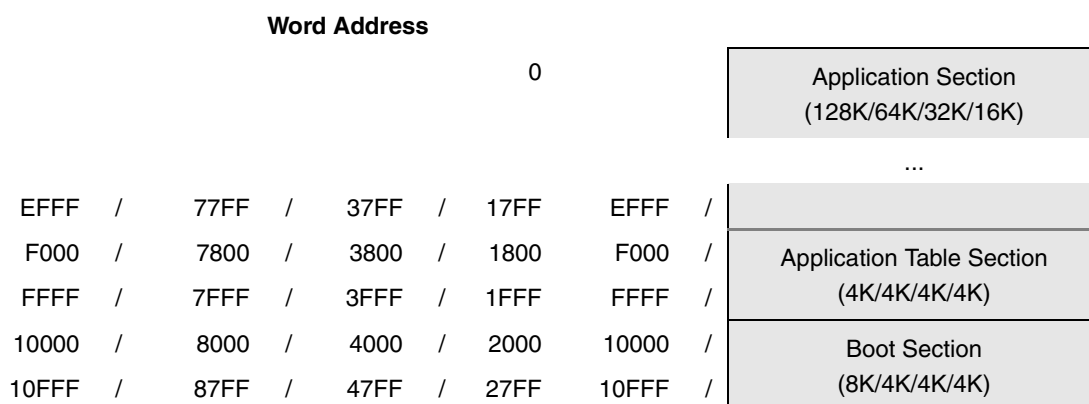 Word Address
0
Application Section
(128K/64K/32K/16K)
...
EFFF / 77FF / 37FF / 17FF EFFF /
F000 / 7800 / 3800 / 1800 F000 / Application Table Section
FFFF / 7FFF / 3FFF / 1FFF FFFF / (4K/4K/4K/4K)
10000 / 8000 / 4000 / 2000 10000 / Boot Section
10FFF / 87FF / 47FF / 27FF 10FFF / (8K/4K/4K/4K)